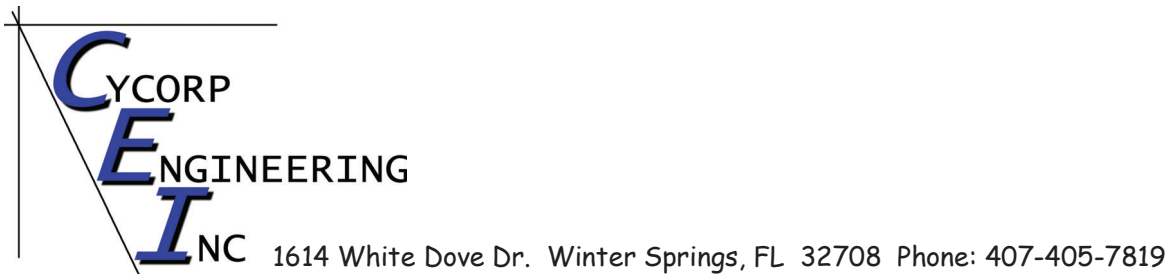 CYCORP
ENGINEERING
INC 1614 White Dove Dr. Winter Springs, FL 32708 Phone: 407-405-7819